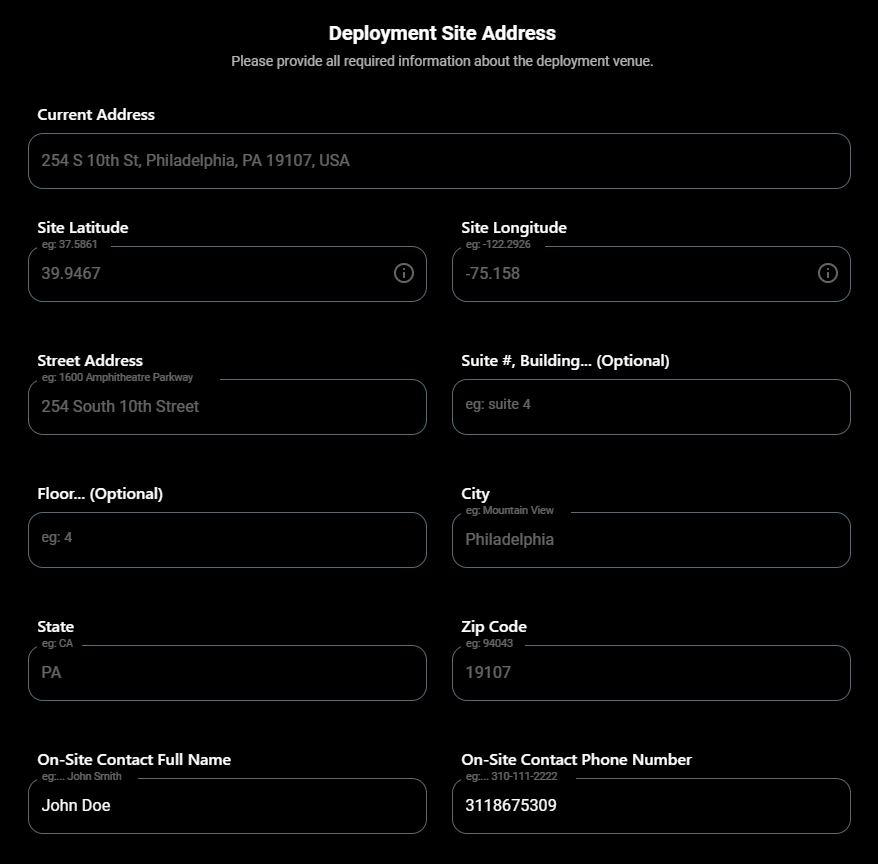 Deployment Site Address
Please provide all required information about the deployment venue.
Current Address
254 S 10th St, Philadelphia, PA 19107, USA
Site Latitude
eg: 37.5861
39.9467
Site Longitude
eg: -122.2926
-75.158
Street Address
eg: 1600 Amphitheatre Parkway
254 South 10th Street
Suite #, Building... (Optional)
eg: suite 4
Floor... (Optional)
eg: 4
City
eg: Mountain View
Philadelphia
State
eg: CA
PA
Zip Code
eg: 94043
19107
On-Site Contact Full Name
eg:... John Smith
John Doe
On-Site Contact Phone Number
eg:... 310-111-2222
3118675309